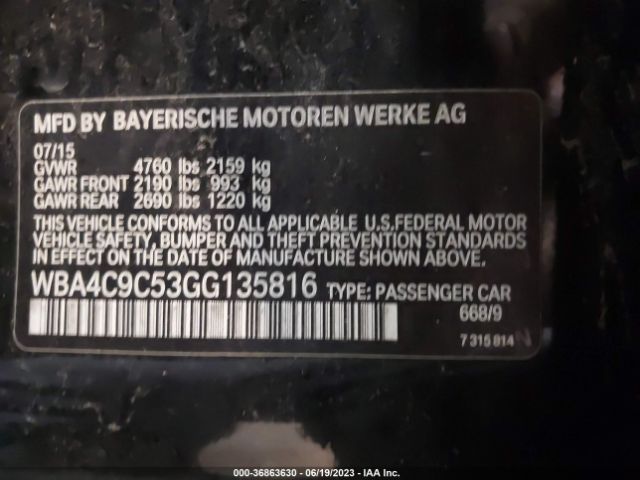 MFD BY BAYERISCHE MOTOREN WERKE AG
07/15
GVWR 4760 lbs 2159 kg
GAWR FRONT 2190 lbs 993 kg
GAWR REAR 2690 lbs 1220 kg
THIS VEHICLE CONFORMS TO ALL APPLICABLE U.S.FEDERAL MOTOR
VEHICLE SAFETY, BUMPER AND THEFT PREVENTION STANDARDS
IN EFFECT ON THE DATE OF MANUFACTURE SHOWN ABOVE.
WBA4C9C53GG135816 TYPE: PASSENGER CAR
668/9
7 315 814
000-36863630 - 06/19/2023 - IAA Inc.